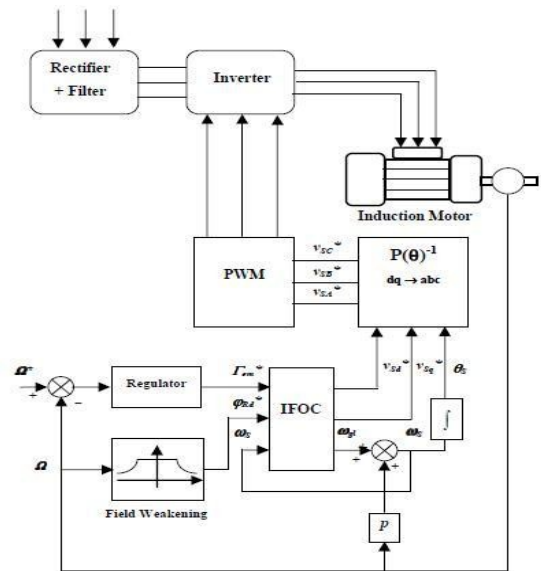 Rectifier
+ Filter
Inverter
Induction Motor
PWM
v_SC*
v_SB*
v_SA*
P(θ)⁻¹
dq → abc
v_Sd*
v_Sq*
θ_S
Ω*
+
−
Regulator
Γ_em*
φ_Rd*
ω_S
IFOC
ω_gl
+
+
ω_S
∫
Ω
Field Weakening
p